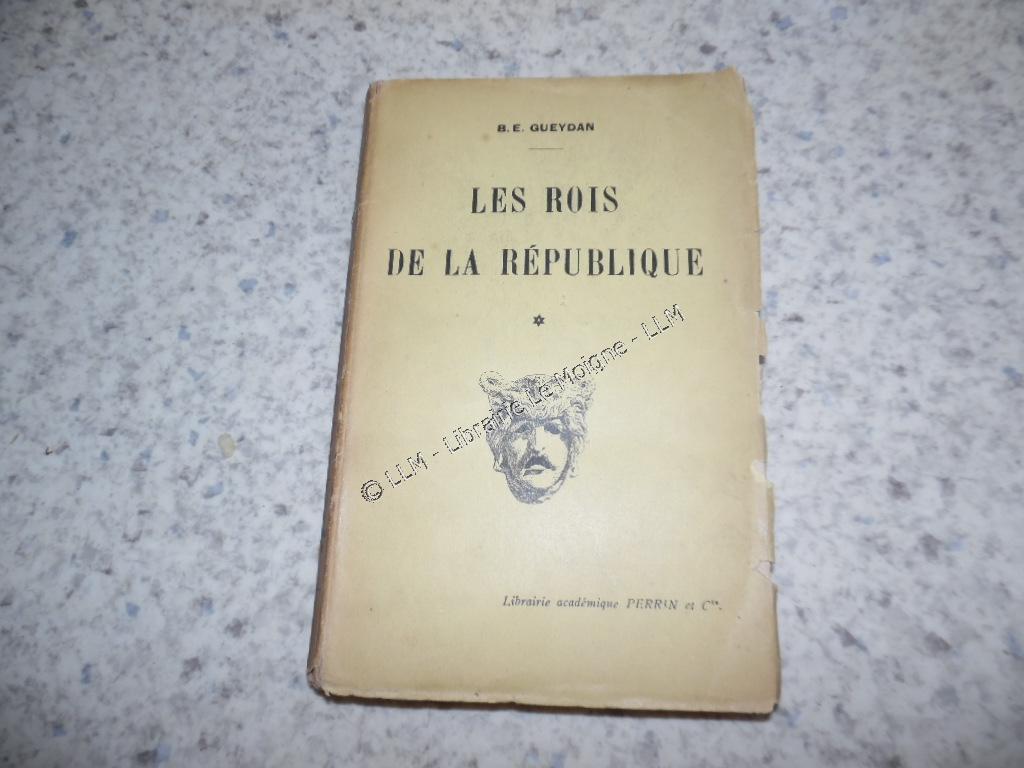 B. E. GUEYDAN
LES ROIS
DE LA RÉPUBLIQUE
© LLM - Librairie Le Moigne - LLM
Librairie académique PERRIN et Cie.